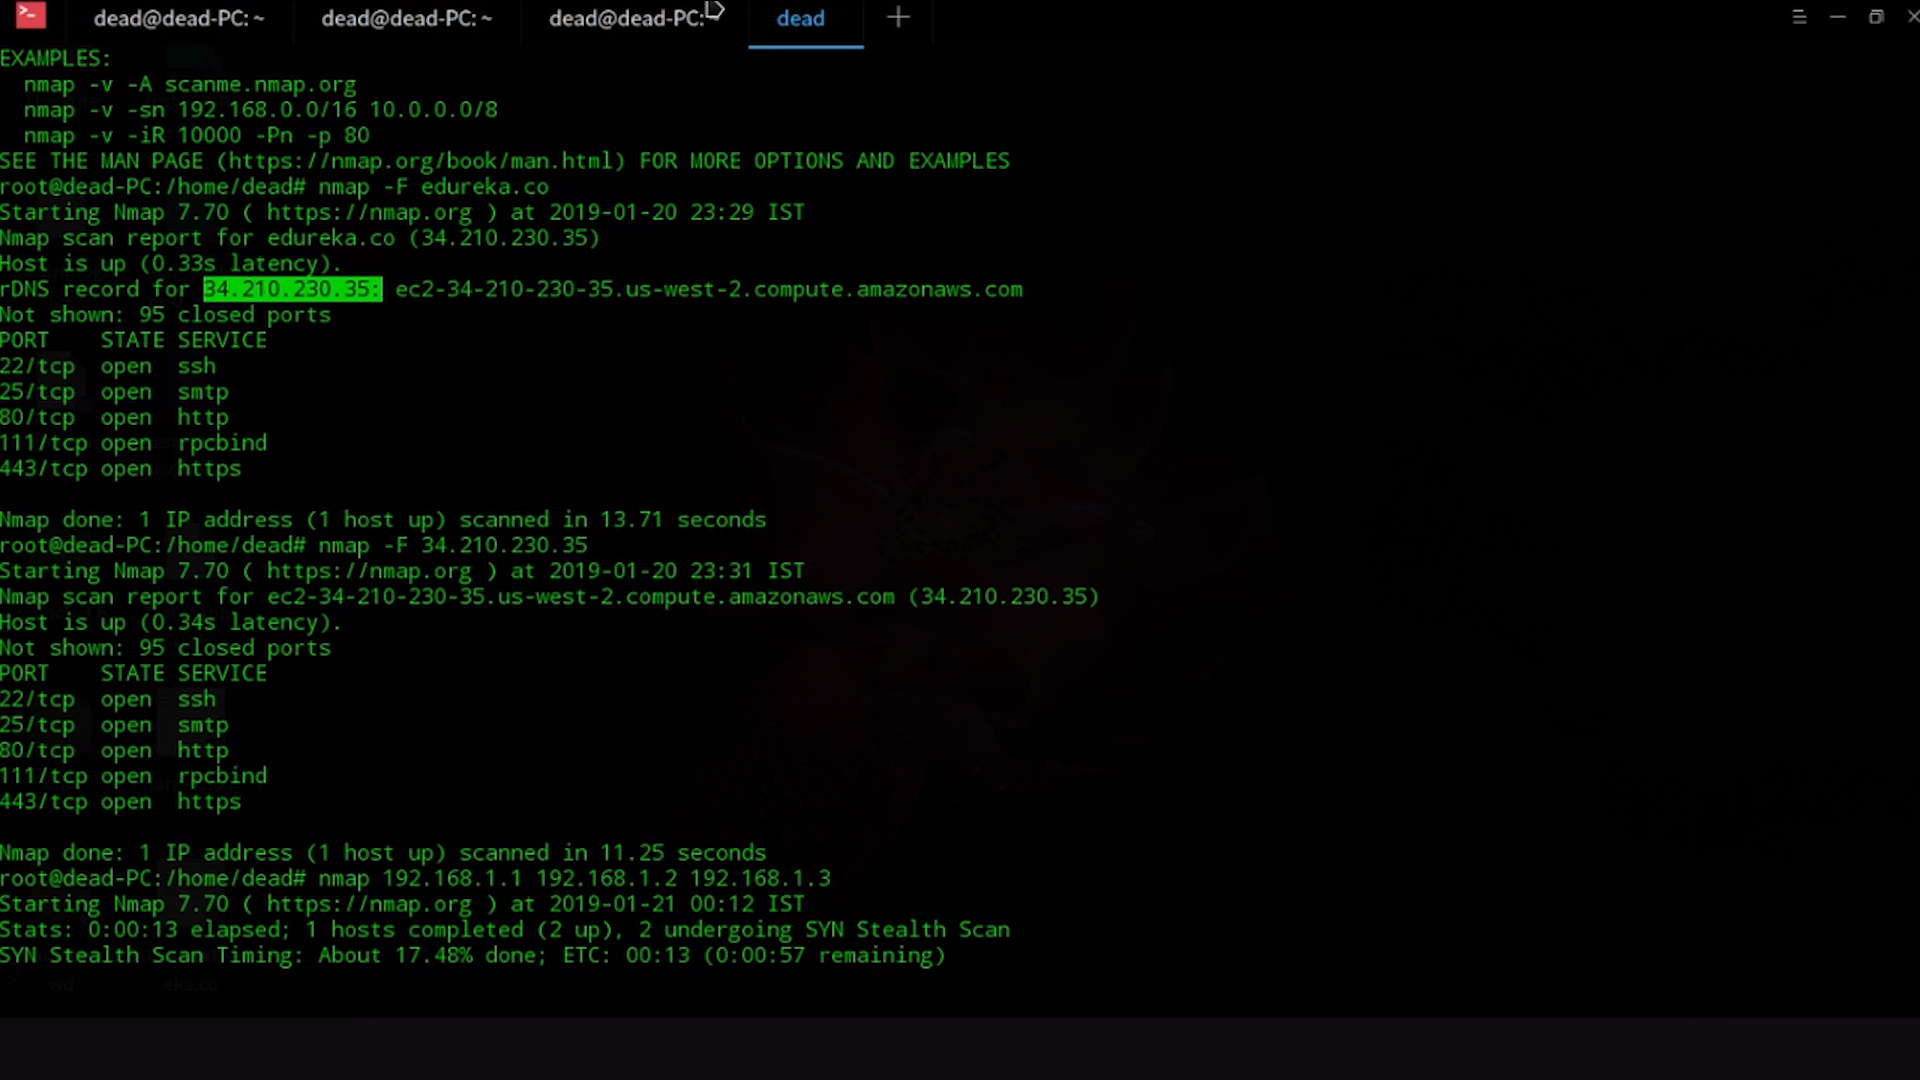 dead@dead-PC: ~ dead@dead-PC: ~ dead@dead-PC:~ dead
EXAMPLES:
nmap -v -A scanme.nmap.org
nmap -v -sn 192.168.0.0/16 10.0.0.0/8
nmap -v -iR 10000 -Pn -p 80
SEE THE MAN PAGE (https://nmap.org/book/man.html) FOR MORE OPTIONS AND EXAMPLES
root@dead-PC:/home/dead# nmap -F edureka.co
Starting Nmap 7.70 ( https://nmap.org ) at 2019-01-20 23:29 IST
Nmap scan report for edureka.co (34.210.230.35)
Host is up (0.33s latency).
rDNS record for 34.210.230.35: ec2-34-210-230-35.us-west-2.compute.amazonaws.com
Not shown: 95 closed ports
PORT STATE SERVICE
22/tcp open ssh
25/tcp open smtp
80/tcp open http
111/tcp open rpcbind
443/tcp open https
Nmap done: 1 IP address (1 host up) scanned in 13.71 seconds
root@dead-PC:/home/dead# nmap -F 34.210.230.35
Starting Nmap 7.70 ( https://nmap.org ) at 2019-01-20 23:31 IST
Nmap scan report for ec2-34-210-230-35.us-west-2.compute.amazonaws.com (34.210.230.35)
Host is up (0.34s latency).
Not shown: 95 closed ports
PORT STATE SERVICE
22/tcp open ssh
25/tcp open smtp
80/tcp open http
111/tcp open rpcbind
443/tcp open https
Nmap done: 1 IP address (1 host up) scanned in 11.25 seconds
root@dead-PC:/home/dead# nmap 192.168.1.1 192.168.1.2 192.168.1.3
Starting Nmap 7.70 ( https://nmap.org ) at 2019-01-21 00:12 IST
Stats: 0:00:13 elapsed; 1 hosts completed (2 up), 2 undergoing SYN Stealth Scan
SYN Stealth Scan Timing: About 17.48% done; ETC: 00:13 (0:00:57 remaining)